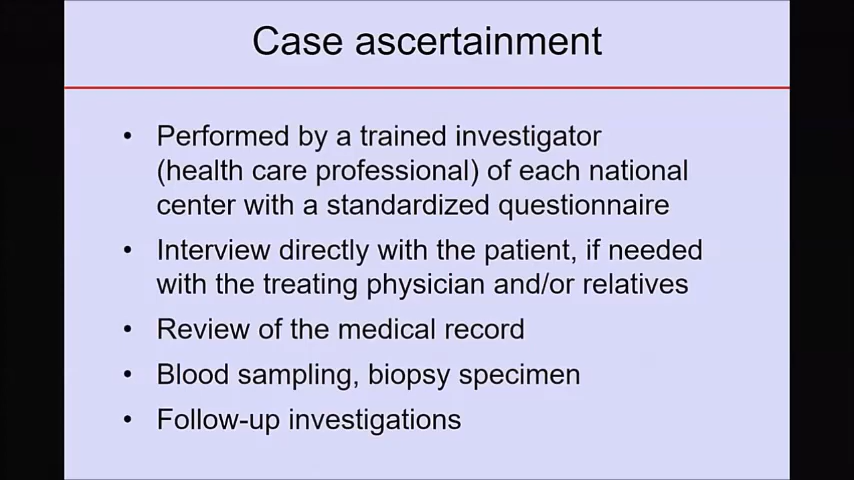 Case ascertainment
• Performed by a trained investigator
(health care professional) of each national
center with a standardized questionnaire
• Interview directly with the patient, if needed
with the treating physician and/or relatives
• Review of the medical record
• Blood sampling, biopsy specimen
• Follow-up investigations